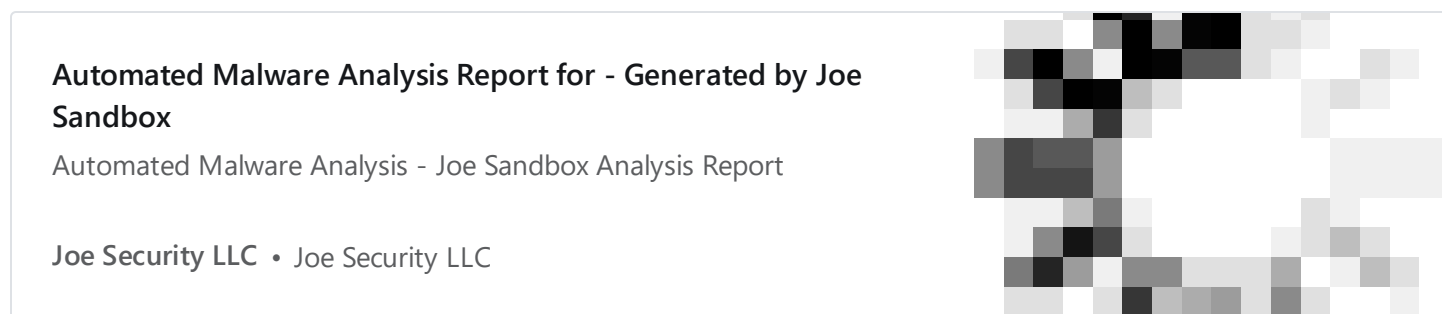 Automated Malware Analysis Report for - Generated by Joe
Sandbox
Automated Malware Analysis - Joe Sandbox Analysis Report
Joe Security LLC • Joe Security LLC